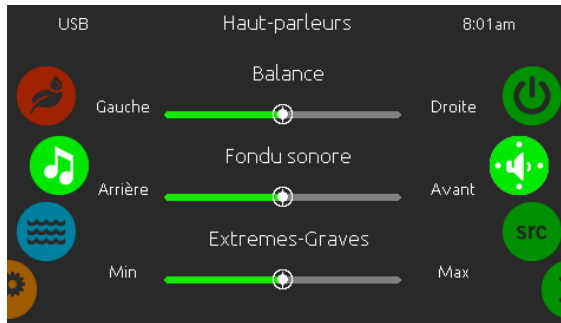 USB Haut-parleurs 8:01am
Balance
Gauche Droite
Fondu sonore
Arrière Avant
src
Extremes-Graves
Min Max